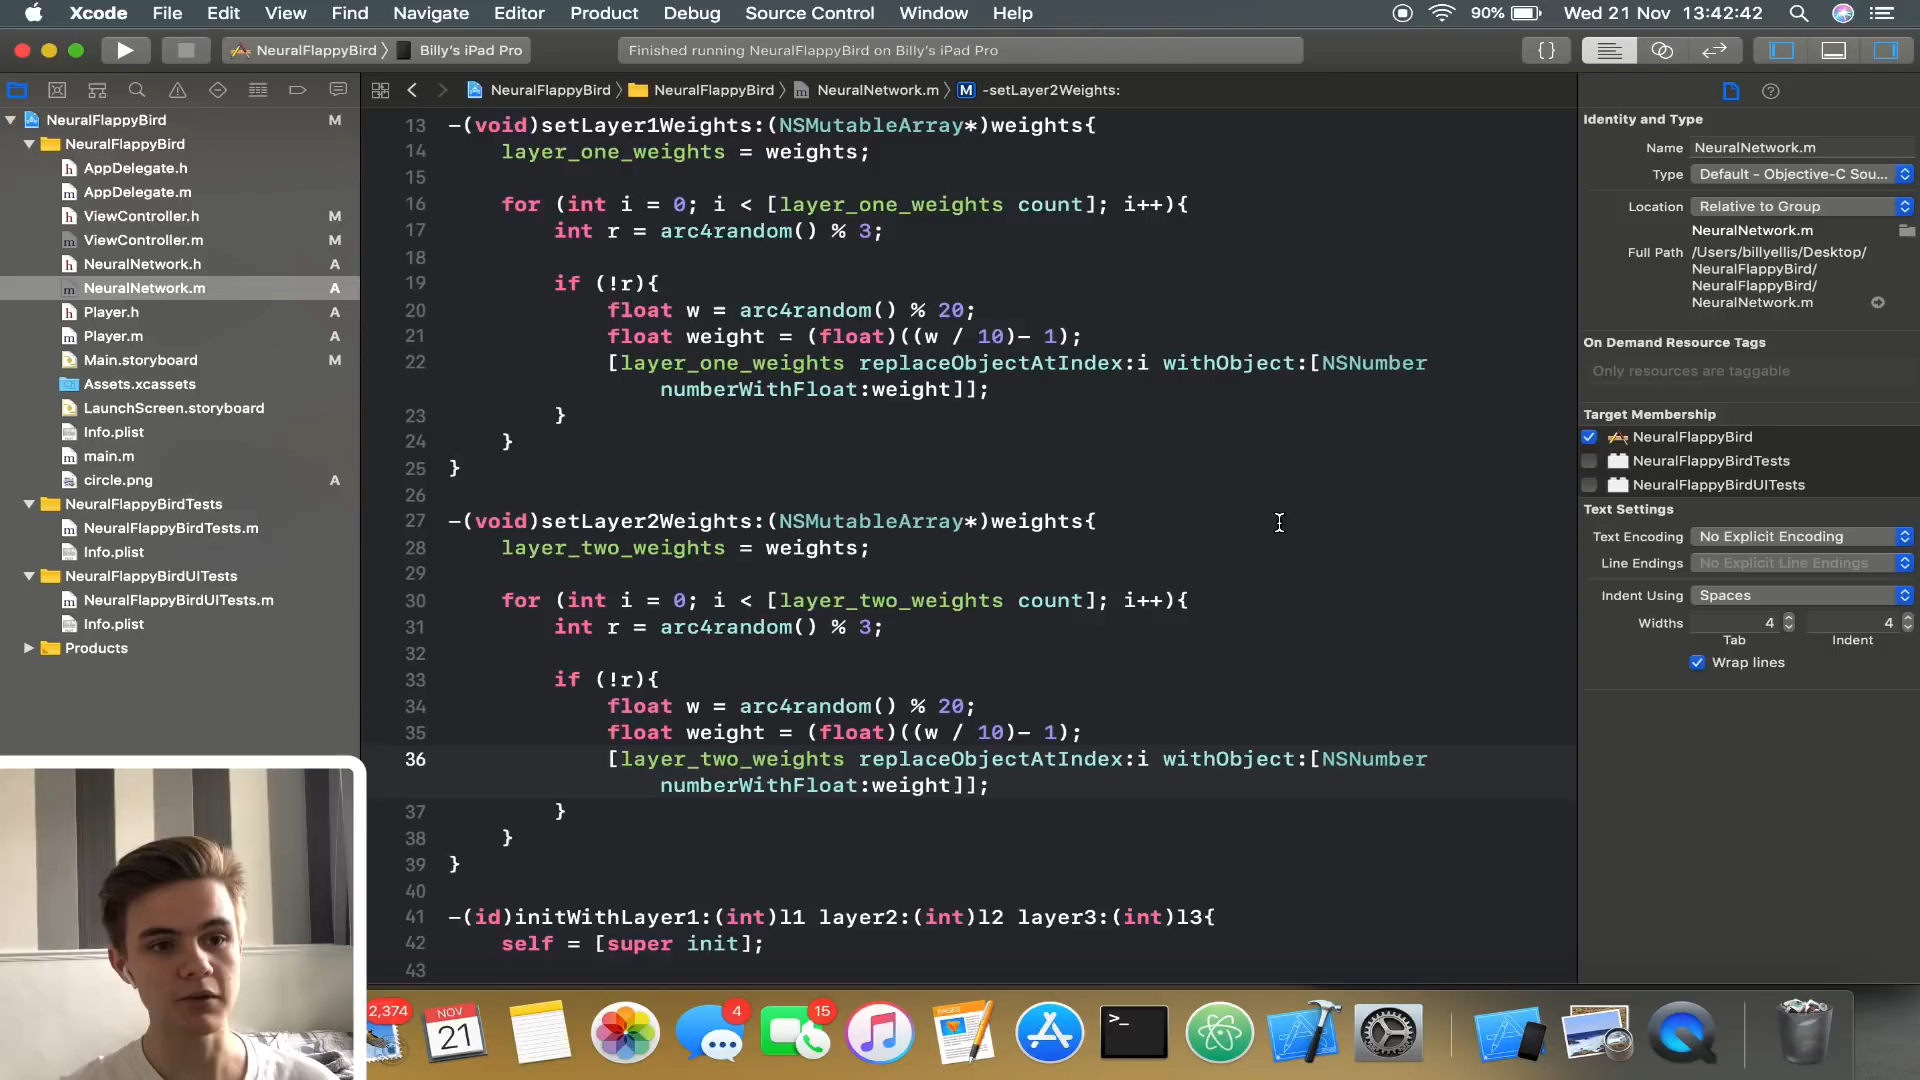 Xcode File Edit View Find Navigate Editor Product Debug Source Control Window Help 90% Wed 21 Nov 13:42:42
NeuralFlappyBird Billy's iPad Pro Finished running NeuralFlappyBird on Billy's iPad Pro { }
NeuralFlappyBird NeuralFlappyBird NeuralNetwork.m M -setLayer2Weights:
NeuralFlappyBird M
NeuralFlappyBird
h AppDelegate.h
m AppDelegate.m
h ViewController.h M
m ViewController.m M
h NeuralNetwork.h A
m NeuralNetwork.m A
h Player.h A
m Player.m A
Main.storyboard M
Assets.xcassets
LaunchScreen.storyboard
Info.plist
m main.m
circle.png A
NeuralFlappyBirdTests
m NeuralFlappyBirdTests.m
Info.plist
NeuralFlappyBirdUITests
m NeuralFlappyBirdUITests.m
Info.plist
Products
13 -(void)setLayer1Weights:(NSMutableArray*)weights{
14 layer_one_weights = weights;
15
16 for (int i = 0; i < [layer_one_weights count]; i++){
17 int r = arc4random() % 3;
18
19 if (!r){
20 float w = arc4random() % 20;
21 float weight = (float)((w / 10)- 1);
22 [layer_one_weights replaceObjectAtIndex:i withObject:[NSNumber
numberWithFloat:weight]];
23 }
24 }
25 }
26
27 -(void)setLayer2Weights:(NSMutableArray*)weights{
28 layer_two_weights = weights;
29
30 for (int i = 0; i < [layer_two_weights count]; i++){
31 int r = arc4random() % 3;
32
33 if (!r){
34 float w = arc4random() % 20;
35 float weight = (float)((w / 10)- 1);
36 [layer_two_weights replaceObjectAtIndex:i withObject:[NSNumber
numberWithFloat:weight]];
37 }
38 }
39 }
40
41 -(id)initWithLayer1:(int)l1 layer2:(int)l2 layer3:(int)l3{
42 self = [super init];
43
Identity and Type
Name NeuralNetwork.m
Type Default - Objective-C Sou...
Location Relative to Group
NeuralNetwork.m
Full Path /Users/billyellis/Desktop/
NeuralFlappyBird/
NeuralFlappyBird/
NeuralNetwork.m
On Demand Resource Tags
Only resources are taggable
Target Membership
NeuralFlappyBird
NeuralFlappyBirdTests
NeuralFlappyBirdUITests
Text Settings
Text Encoding No Explicit Encoding
Line Endings No Explicit Line Endings
Indent Using Spaces
Widths 4 4
Tab Indent
Wrap lines
2,374 NOV 21 4 15 PAGES >_